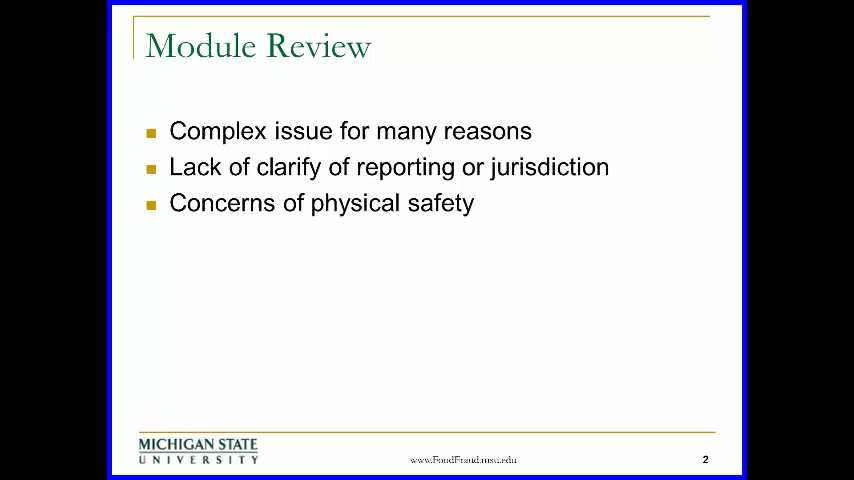 Module Review
Complex issue for many reasons
Lack of clarify of reporting or jurisdiction
Concerns of physical safety
MICHIGAN STATE
UNIVERSITY
www.FoodFraud.msu.edu
2